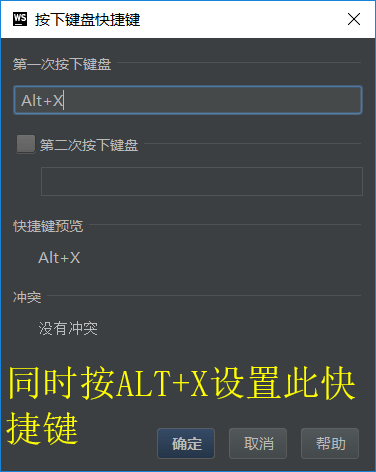 WS 按下键盘快捷键
第一次按下键盘
Alt+X
第二次按下键盘
快捷键预览
Alt+X
冲突
没有冲突
同时按ALT+X设置此快
捷键
确定 取消 帮助